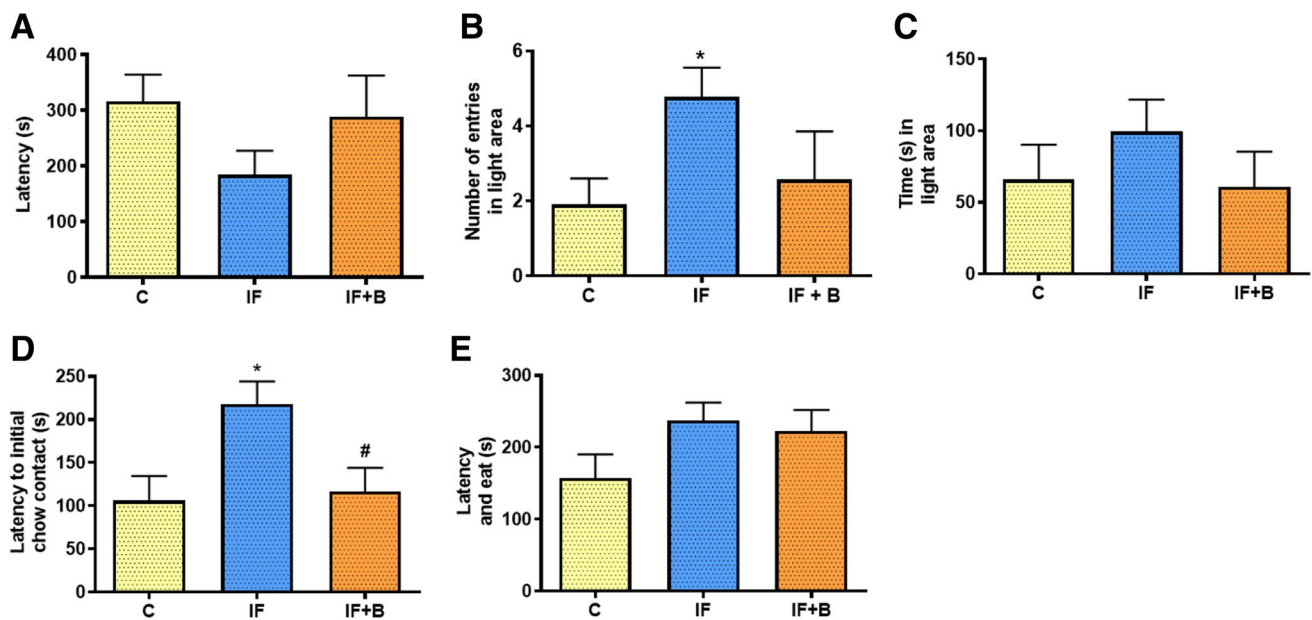 A
Latency (s)
400
300
200
100
0
C IF IF+B
B
Number of entries
in light area
6
4
2
0
*
C IF IF + B
C
Time (s) in
light area
150
100
50
0
C IF IF+B
D
Latency to initial
chow contact (s)
250
200
150
100
50
0
*
#
C IF IF+B
E
Latency
and eat (s)
300
200
100
0
C IF IF+B